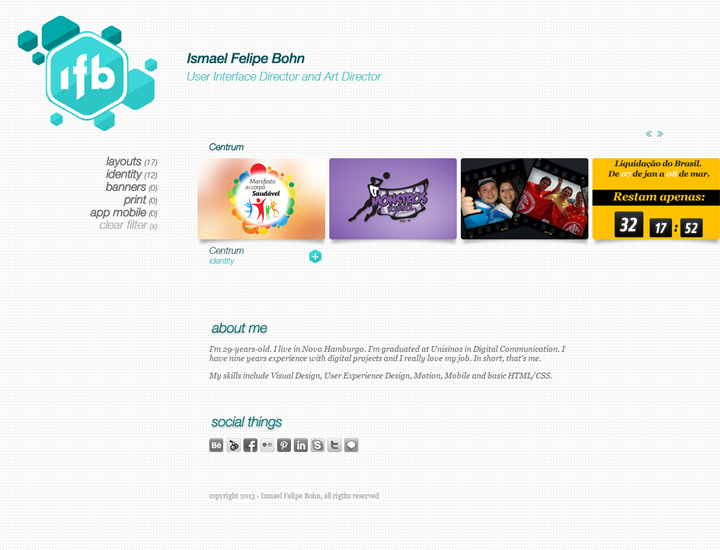 ifb
Ismael Felipe Bohn
User Interface Director and Art Director
layouts (17)
identity (12)
banners (0)
print (0)
app mobile (0)
clear filter (x)
Centrum
Manifesto
do corpo
Saudável
MONSTROS
Liquidação do Brasil.
De 07 de jan a 08 de mar.
Restam apenas:
32 17 : 52
Centrum
identity
about me
I'm 29-years-old. I live in Novo Hamburgo. I'm graduated at Unisinos in Digital Communication. I
have nine years experience with digital projects and I really love my job. In short, that's me.
My skills include Visual Design, User Experience Design, Motion, Mobile and basic HTML/CSS.
social things
Bē
copyright 2013 - Ismael Felipe Bohn, all rigths reserved